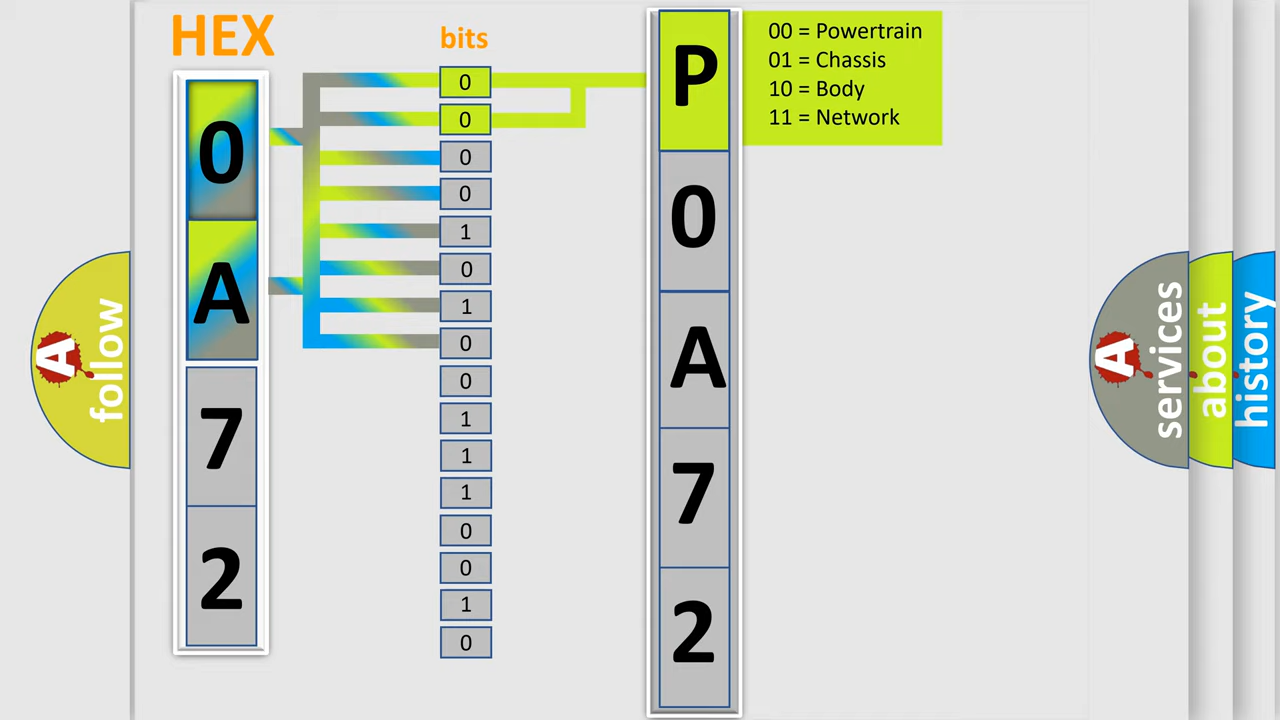 HEX
bits
0
A
7
2
0
0
0
0
1
0
1
0
0
1
1
1
0
0
1
0
P
0
A
7
2
00 = Powertrain
01 = Chassis
10 = Body
11 = Network
A
follow
A
services
about
history